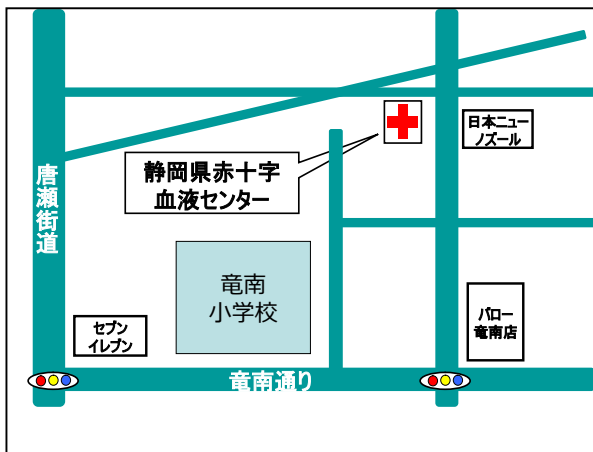 日本ニュー
ノズール
静岡県赤十字
血液センター
唐瀬街道
竜南
小学校
セブン
イレブン
バロー
竜南店
竜南通り